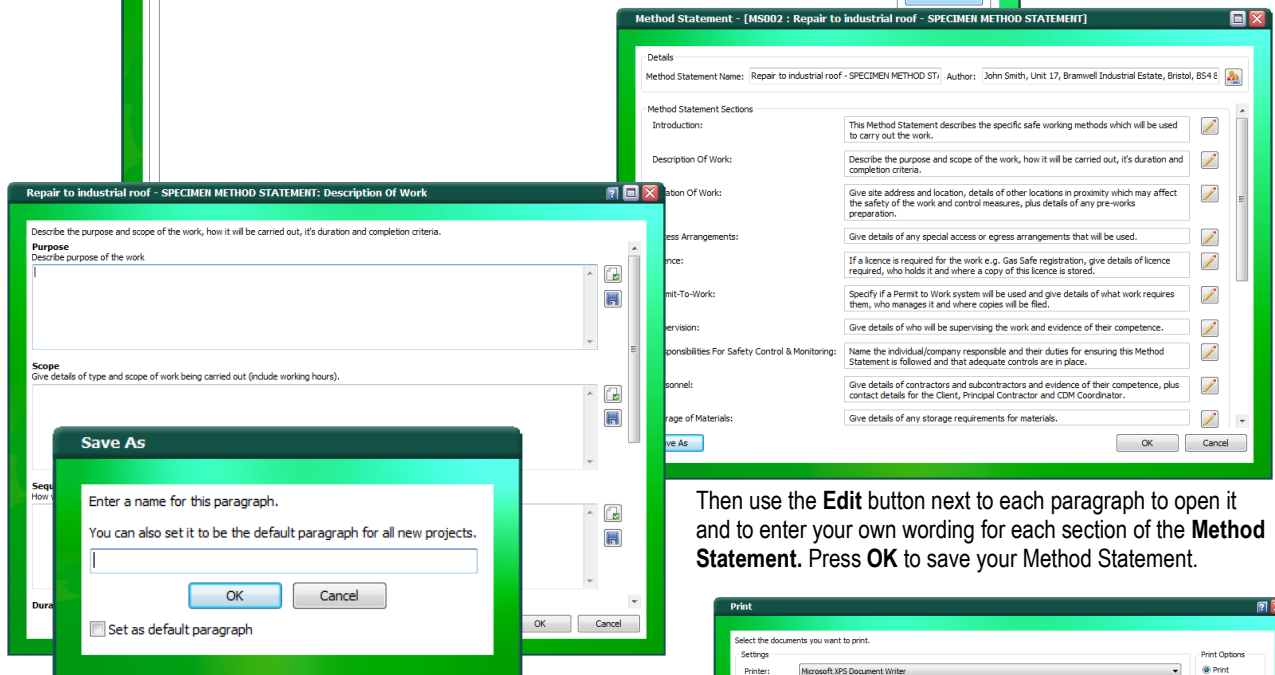 Method Statement - [MS002 : Repair to industrial roof - SPECIMEN METHOD STATEMENT]
Details
Method Statement Name: Repair to industrial roof - SPECIMEN METHOD STA Author: John Smith, Unit 17, Bramwell Industrial Estate, Bristol, BS4 8
Method Statement Sections
Introduction: This Method Statement describes the specific safe working methods which will be used
to carry out the work.
Description Of Work: Describe the purpose and scope of the work, how it will be carried out, it's duration and
completion criteria.
ation Of Work: Give site address and location, details of other locations in proximity which may affect
the safety of the work and control measures, plus details of any pre-works
preparation.
ess Arrangements: Give details of any special access or egress arrangements that will be used.
ence: If a licence is required for the work e.g. Gas Safe registration, give details of licence
required, who holds it and where a copy of this licence is stored.
mit-To-Work: Specify if a Permit to Work system will be used and give details of what work requires
them, who manages it and where copies will be filed.
ervision: Give details of who will be supervising the work and evidence of their competence.
sponsibilities For Safety Control & Monitoring: Name the individual/company responsible and their duties for ensuring this Method
Statement is followed and that adequate controls are in place.
sonnel: Give details of contractors and subcontractors and evidence of their competence, plus
contact details for the Client, Principal Contractor and CDM Coordinator.
rage of Materials: Give details of any storage requirements for materials.
ve As OK Cancel
Repair to industrial roof - SPECIMEN METHOD STATEMENT: Description Of Work
Describe the purpose and scope of the work, how it will be carried out, it's duration and completion criteria.
Purpose
Describe purpose of the work
Scope
Give details of type and scope of work being carried out (include working hours).
Sequ
How
Dura
OK Cancel
Save As
Enter a name for this paragraph.
You can also set it to be the default paragraph for all new projects.
OK Cancel
Set as default paragraph
Then use the Edit button next to each paragraph to open it
and to enter your own wording for each section of the Method
Statement. Press OK to save your Method Statement.
Print
Select the documents you want to print.
Settings Print Options
Printer: Microsoft XPS Document Writer Print